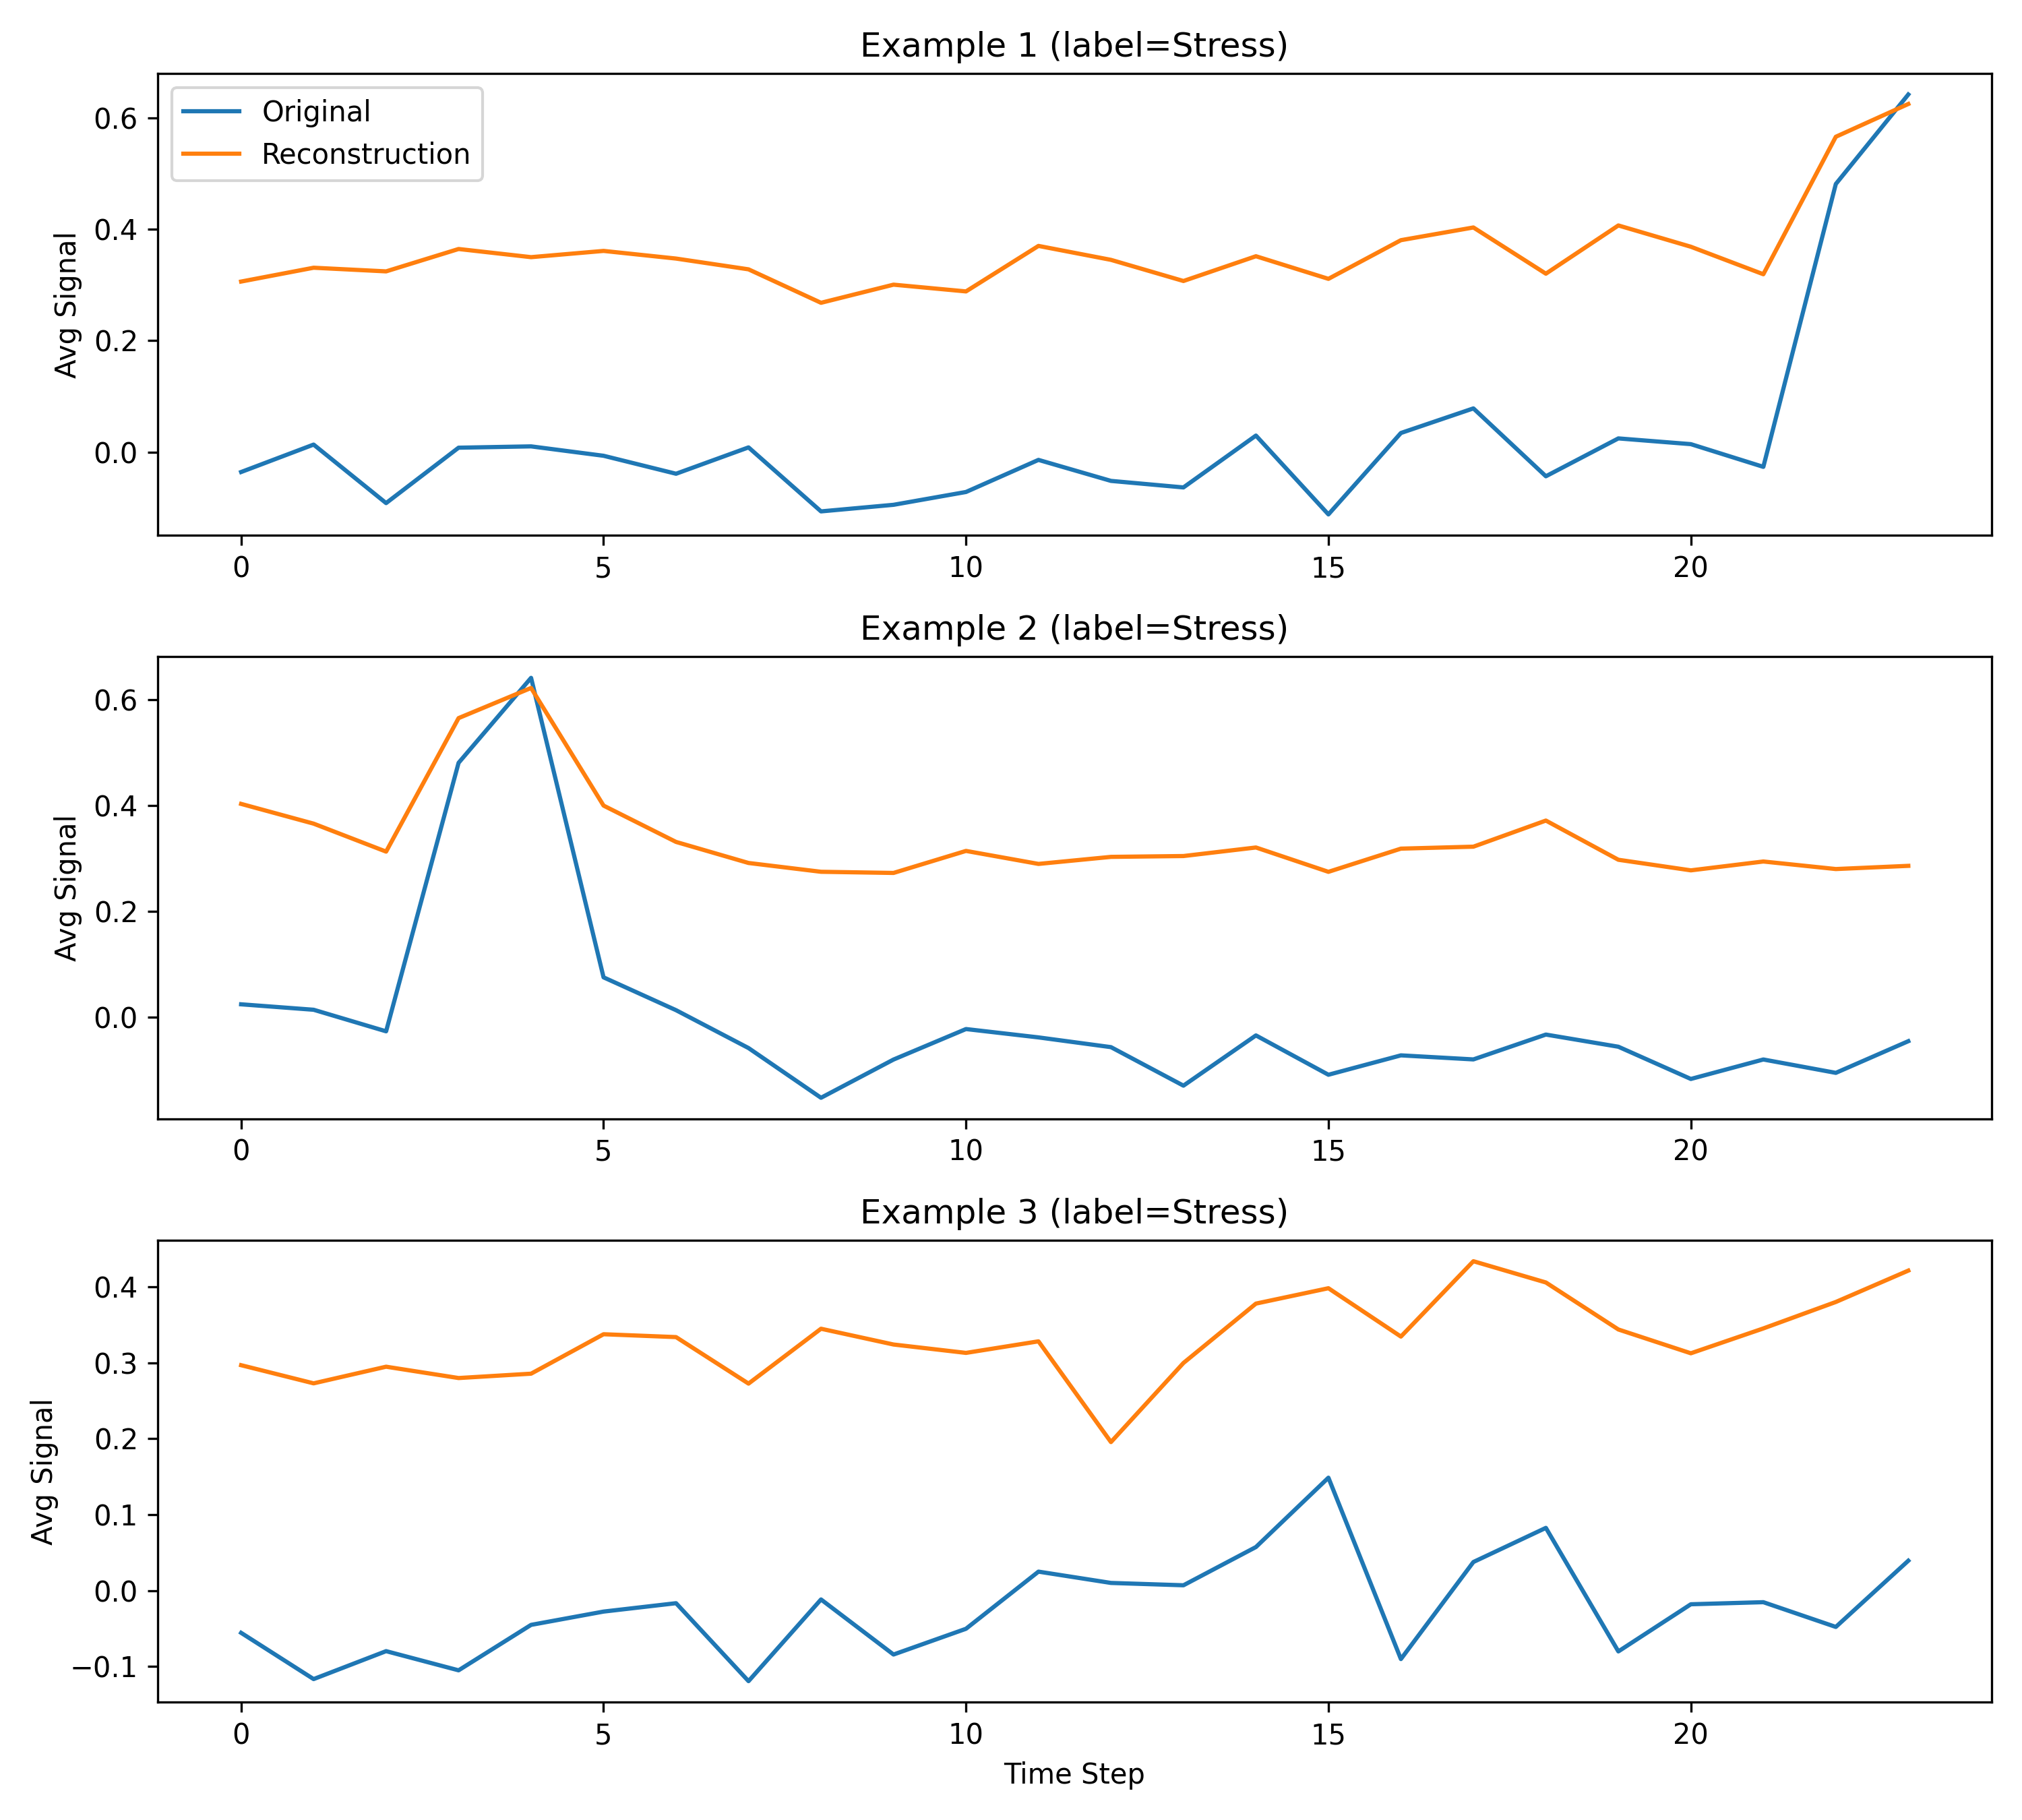 Example 1 (label=Stress)
Original
Reconstruction
Avg Signal
0.6
0.4
0.2
0.0
0 5 10 15 20
Example 2 (label=Stress)
Avg Signal
0.6
0.4
0.2
0.0
0 5 10 15 20
Example 3 (label=Stress)
Avg Signal
0.4
0.3
0.2
0.1
0.0
−0.1
0 5 10 15 20
Time Step